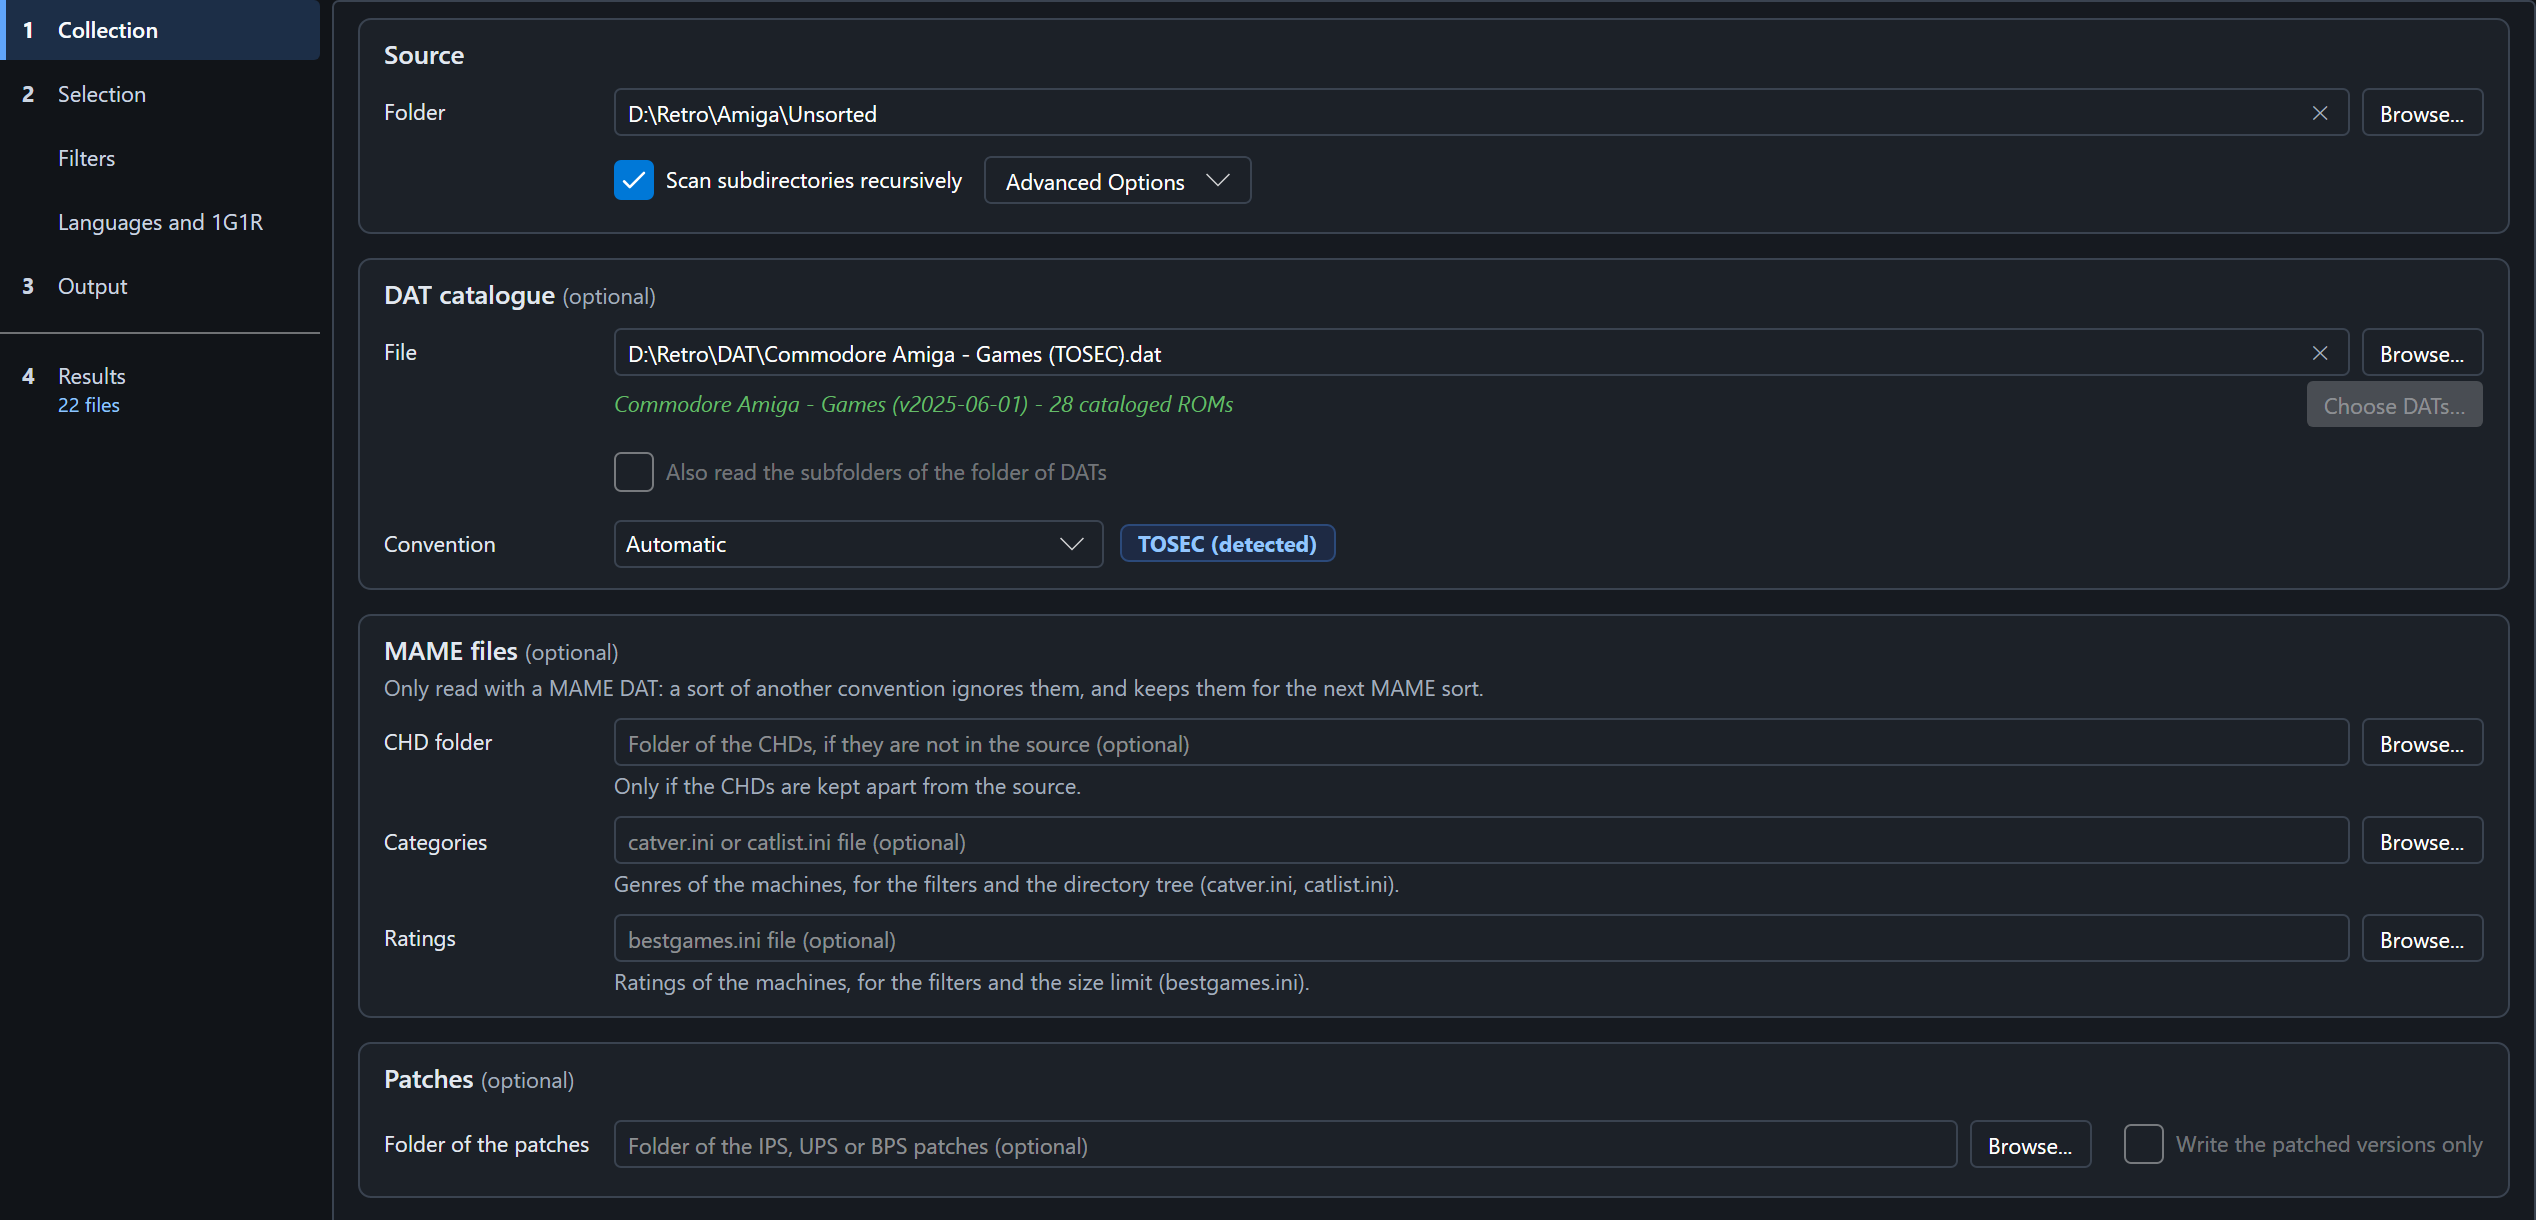 1 Collection
2 Selection
Filters
Languages and 1G1R
3 Output
4 Results
22 files
Source
Folder D:\Retro\Amiga\Unsorted Browse...
Scan subdirectories recursively Advanced Options
DAT catalogue (optional)
File D:\Retro\DAT\Commodore Amiga - Games (TOSEC).dat Browse...
Commodore Amiga - Games (v2025-06-01) - 28 cataloged ROMs Choose DATs...
Also read the subfolders of the folder of DATs
Convention Automatic TOSEC (detected)
MAME files (optional)
Only read with a MAME DAT: a sort of another convention ignores them, and keeps them for the next MAME sort.
CHD folder Folder of the CHDs, if they are not in the source (optional) Browse...
Only if the CHDs are kept apart from the source.
Categories catver.ini or catlist.ini file (optional) Browse...
Genres of the machines, for the filters and the directory tree (catver.ini, catlist.ini).
Ratings bestgames.ini file (optional) Browse...
Ratings of the machines, for the filters and the size limit (bestgames.ini).
Patches (optional)
Folder of the patches Folder of the IPS, UPS or BPS patches (optional) Browse... Write the patched versions only